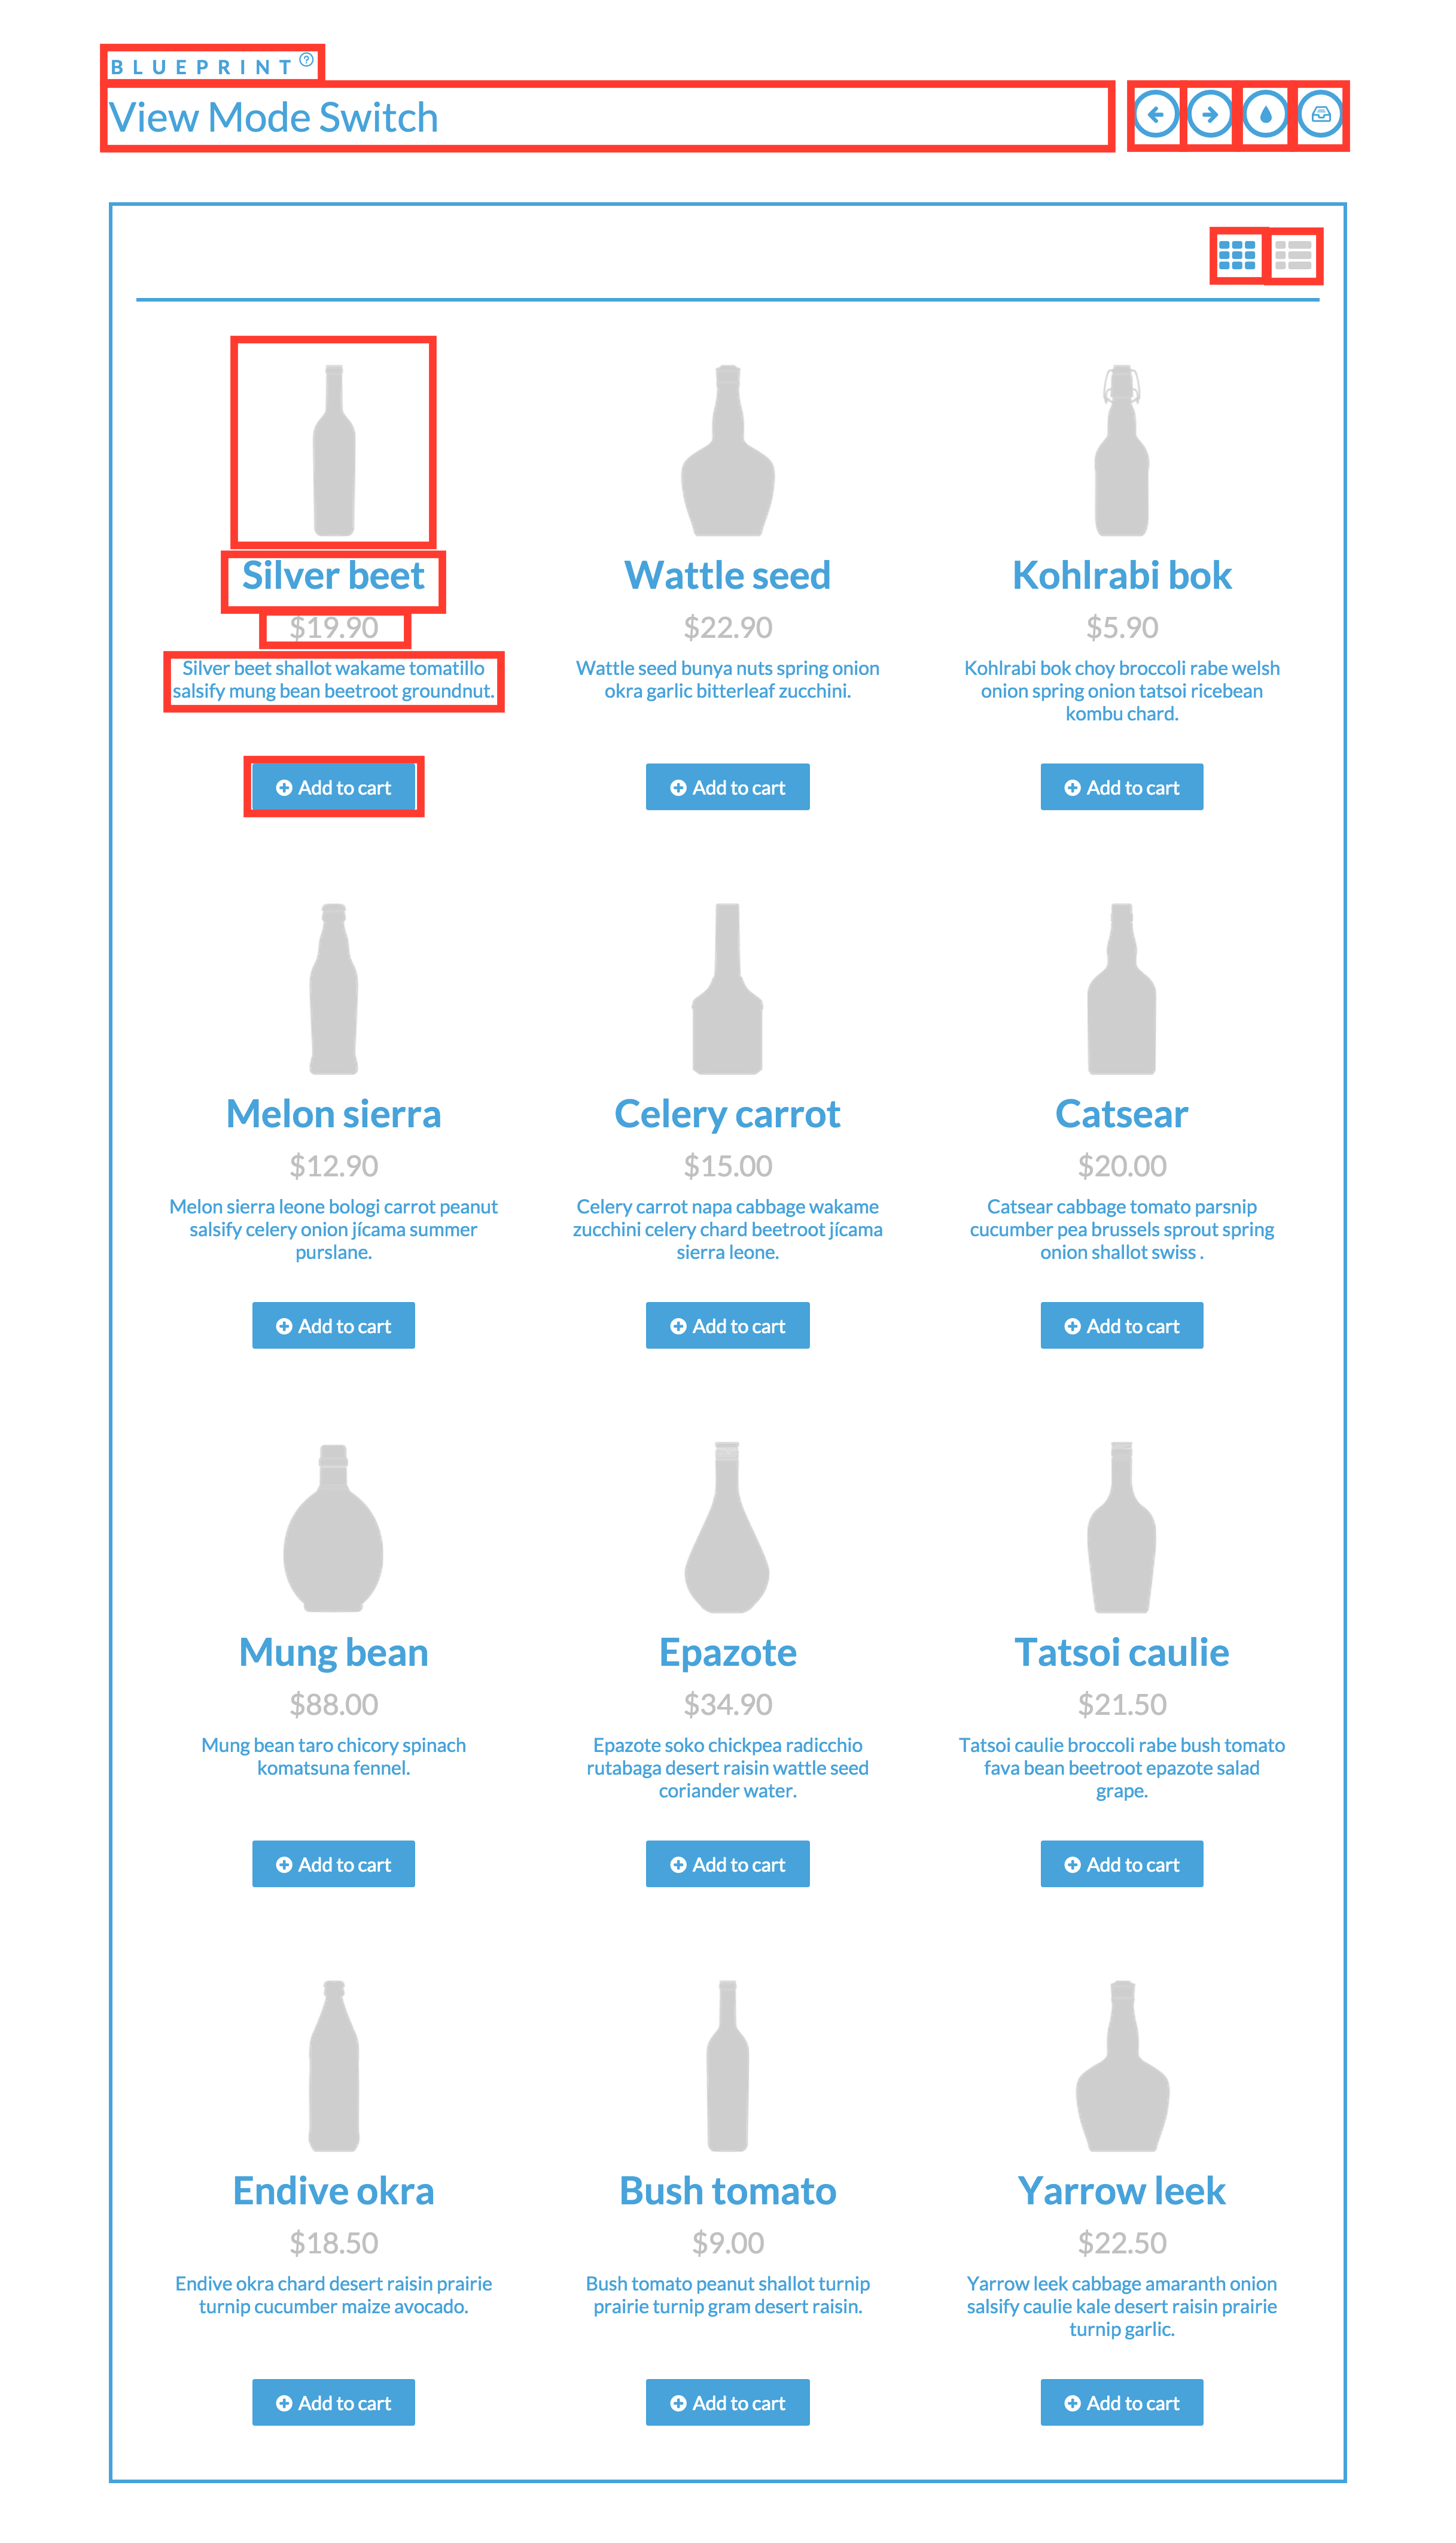 BLUEPRINT ?
View Mode Switch
Silver beet
$19.90
Silver beet shallot wakame tomatillo
salsify mung bean beetroot groundnut.
Add to cart
Wattle seed
$22.90
Wattle seed bunya nuts spring onion
okra garlic bitterleaf zucchini.
Add to cart
Kohlrabi bok
$5.90
Kohlrabi bok choy broccoli rabe welsh
onion spring onion tatsoi ricebean
kombu chard.
Add to cart
Melon sierra
$12.90
Melon sierra leone bologi carrot peanut
salsify celery onion jícama summer
purslane.
Add to cart
Celery carrot
$15.00
Celery carrot napa cabbage wakame
zucchini celery chard beetroot jícama
sierra leone.
Add to cart
Catsear
$20.00
Catsear cabbage tomato parsnip
cucumber pea brussels sprout spring
onion shallot swiss .
Add to cart
Mung bean
$88.00
Mung bean taro chicory spinach
komatsuna fennel.
Add to cart
Epazote
$34.90
Epazote soko chickpea radicchio
rutabaga desert raisin wattle seed
coriander water.
Add to cart
Tatsoi caulie
$21.50
Tatsoi caulie broccoli rabe bush tomato
fava bean beetroot epazote salad
grape.
Add to cart
Endive okra
$18.50
Endive okra chard desert raisin prairie
turnip cucumber maize avocado.
Add to cart
Bush tomato
$9.00
Bush tomato peanut shallot turnip
prairie turnip gram desert raisin.
Add to cart
Yarrow leek
$22.50
Yarrow leek cabbage amaranth onion
salsify caulie kale desert raisin prairie
turnip garlic.
Add to cart